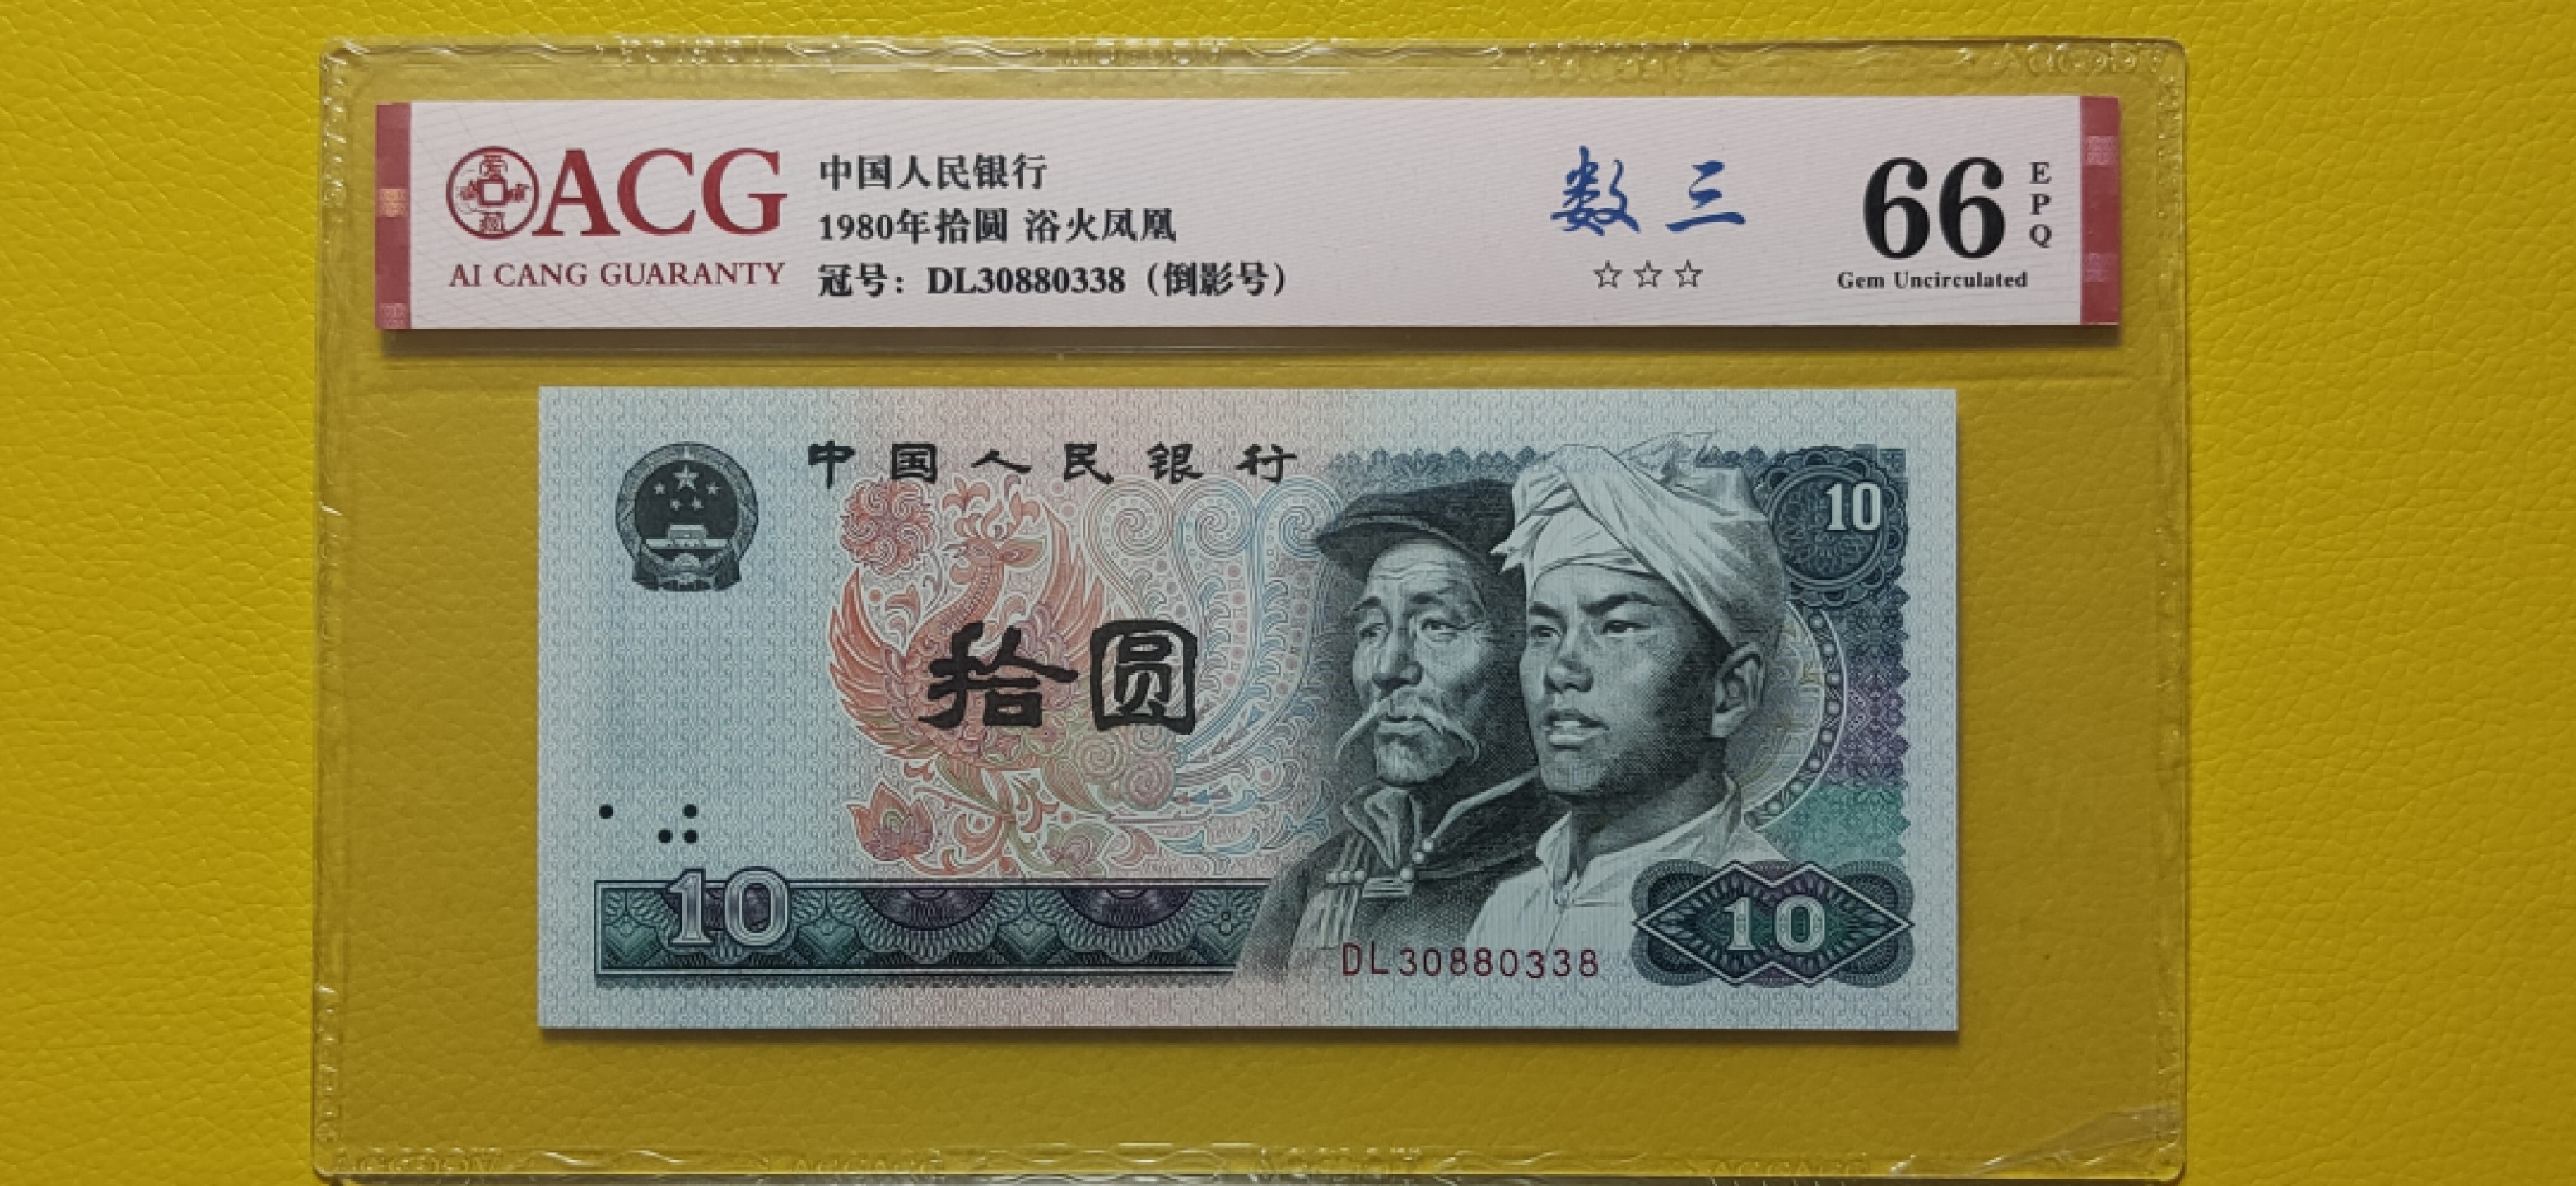 ACG
AI CANG GUARANTY
中国人民银行
1980年拾圆 浴火凤凰
冠号：DL30880338（倒影号）
数三
☆☆☆
66
EPQ
Gem Uncirculated
中国人民银行
10
拾圆
10
10
DL30880338